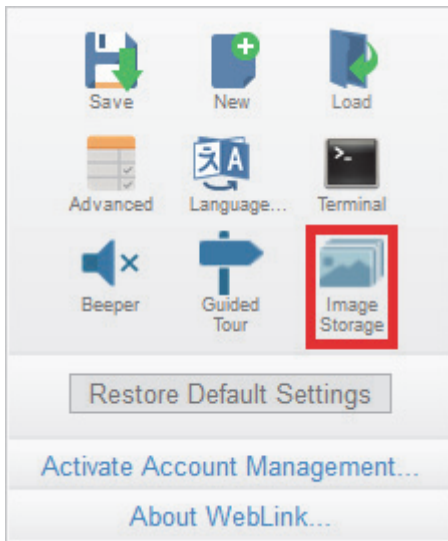 Save New Load
Advanced Language... Terminal
>_
Beeper Guided Tour Image Storage
Restore Default Settings
Activate Account Management...
About WebLink...